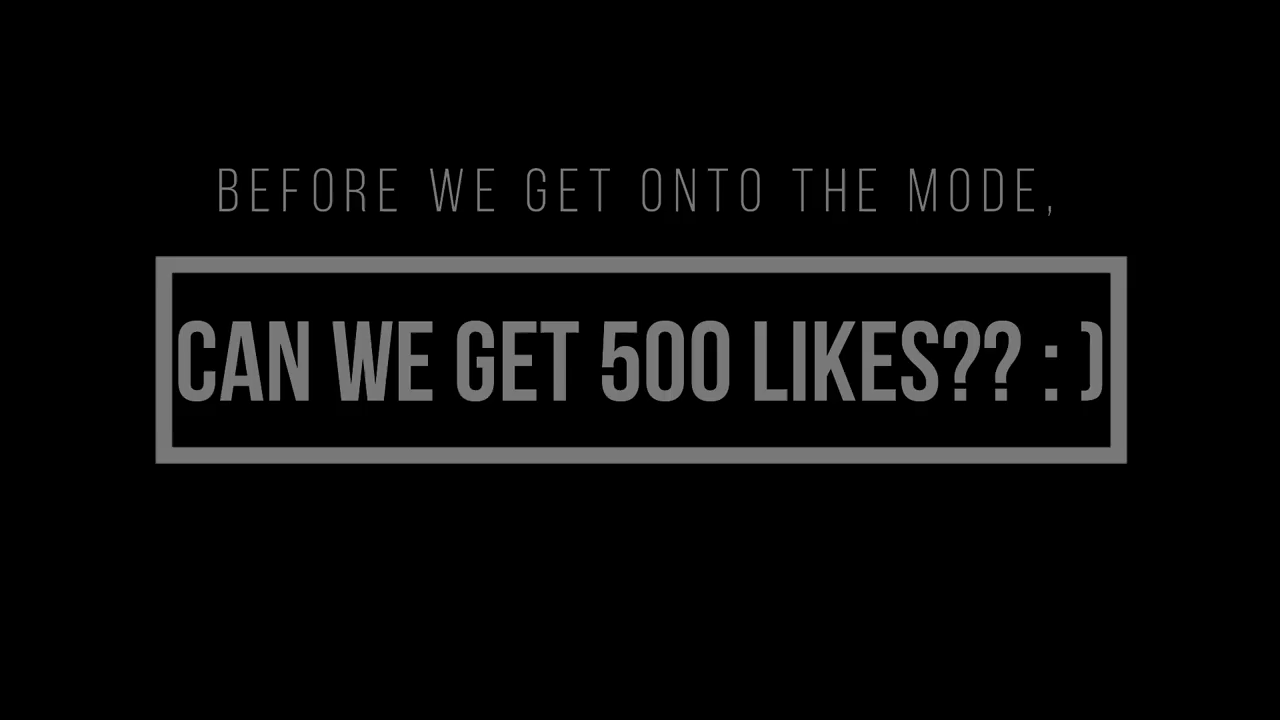 BEFORE WE GET ONTO THE MODE,
CAN WE GET 500 LIKES?? : )